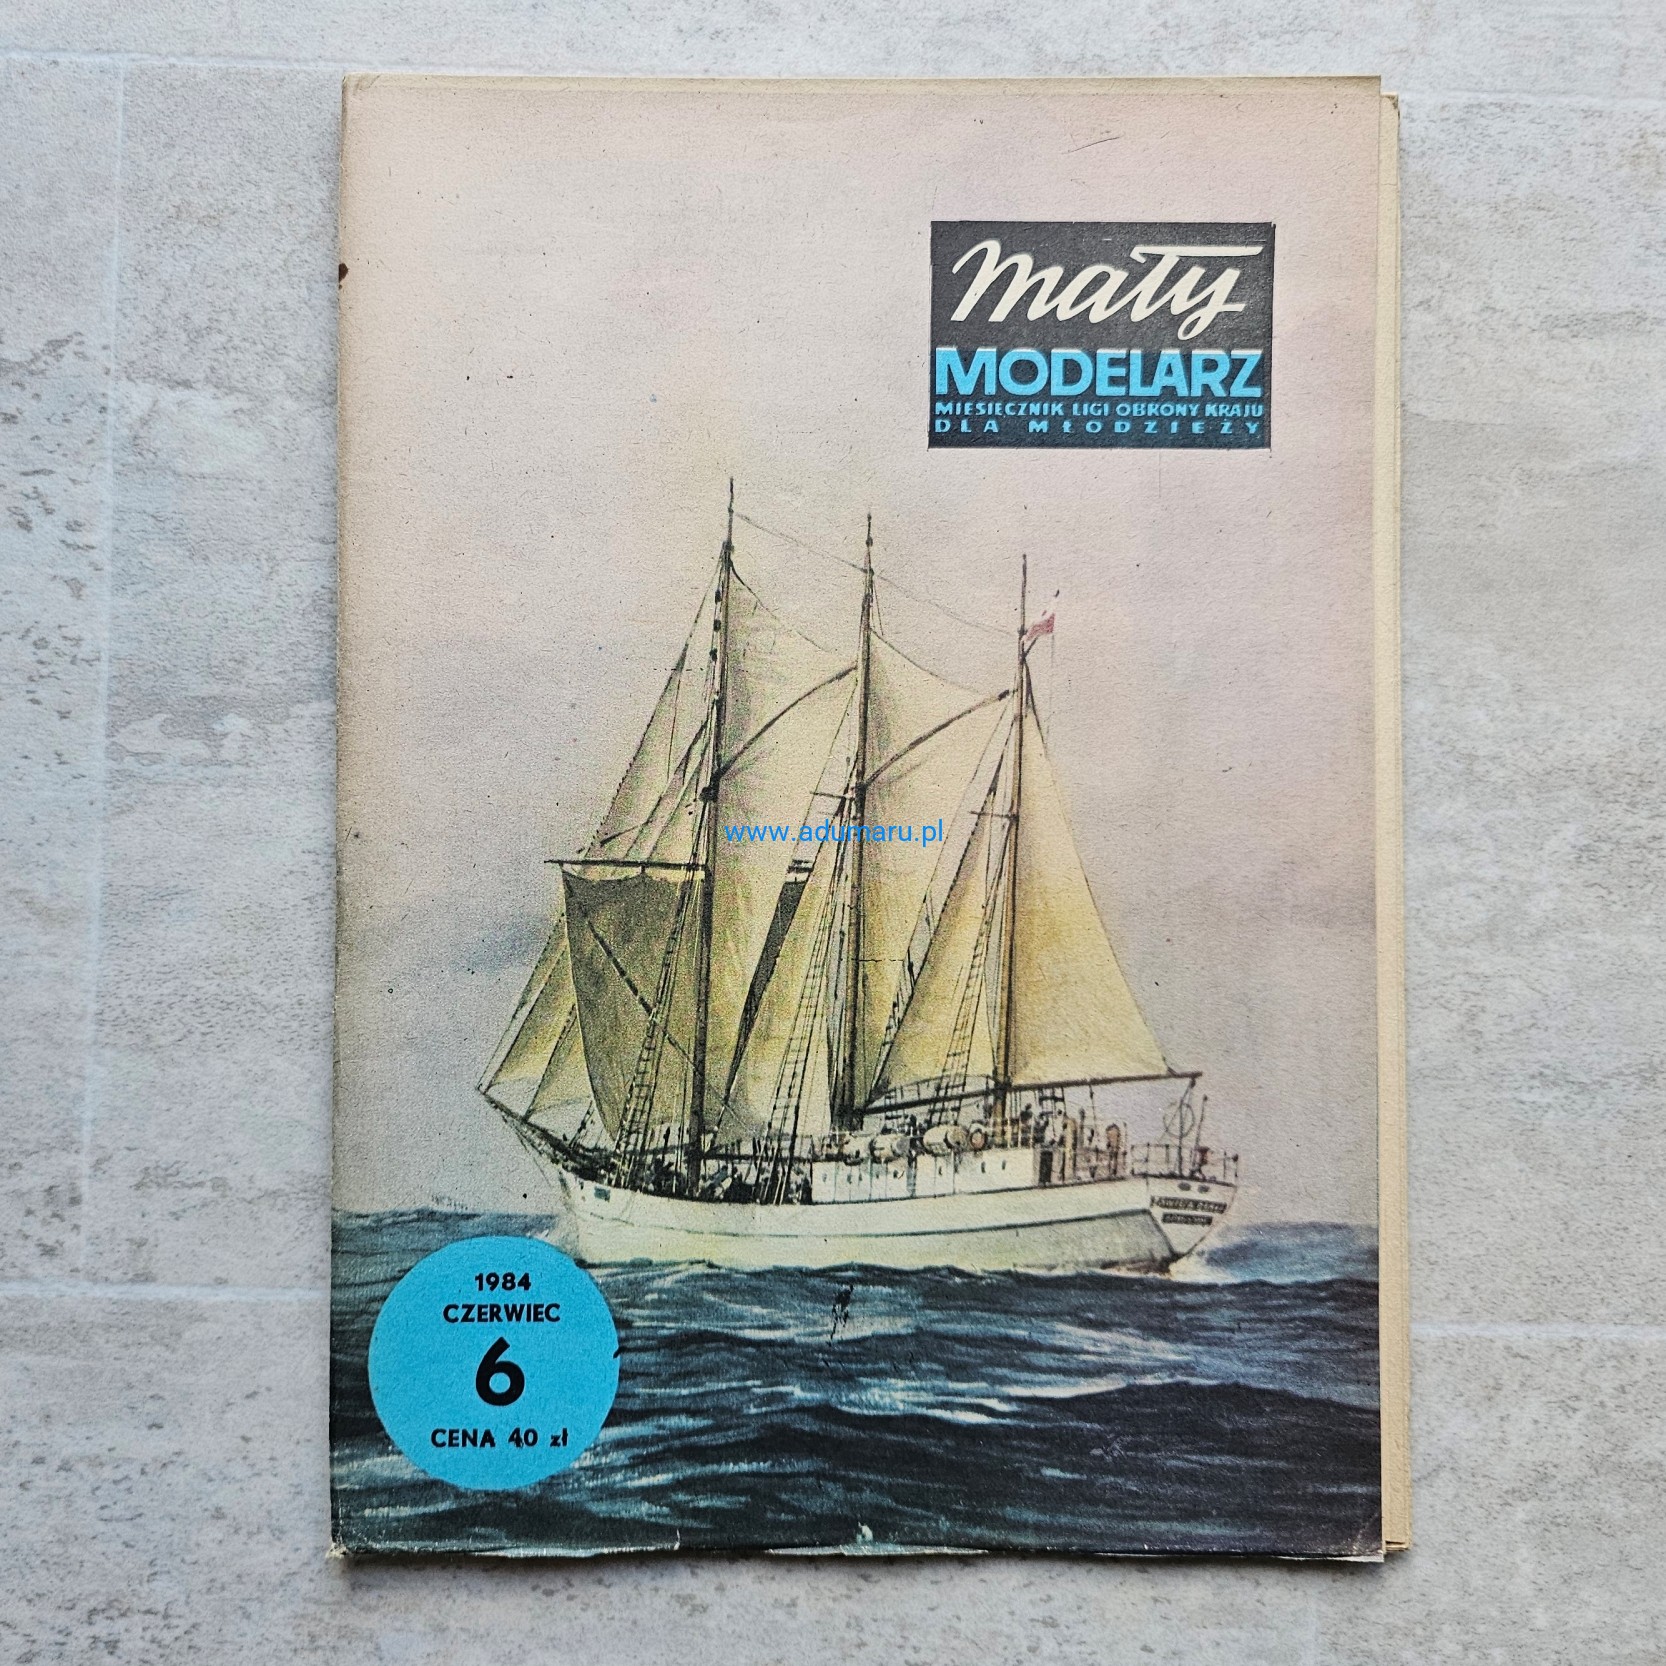 Mały
MODELARZ
MIESIĘCZNIK LIGI OBRONY KRAJU
DLA MŁODZIEŻY
www.adumaru.pl
1984
CZERWIEC
6
CENA 40 zł